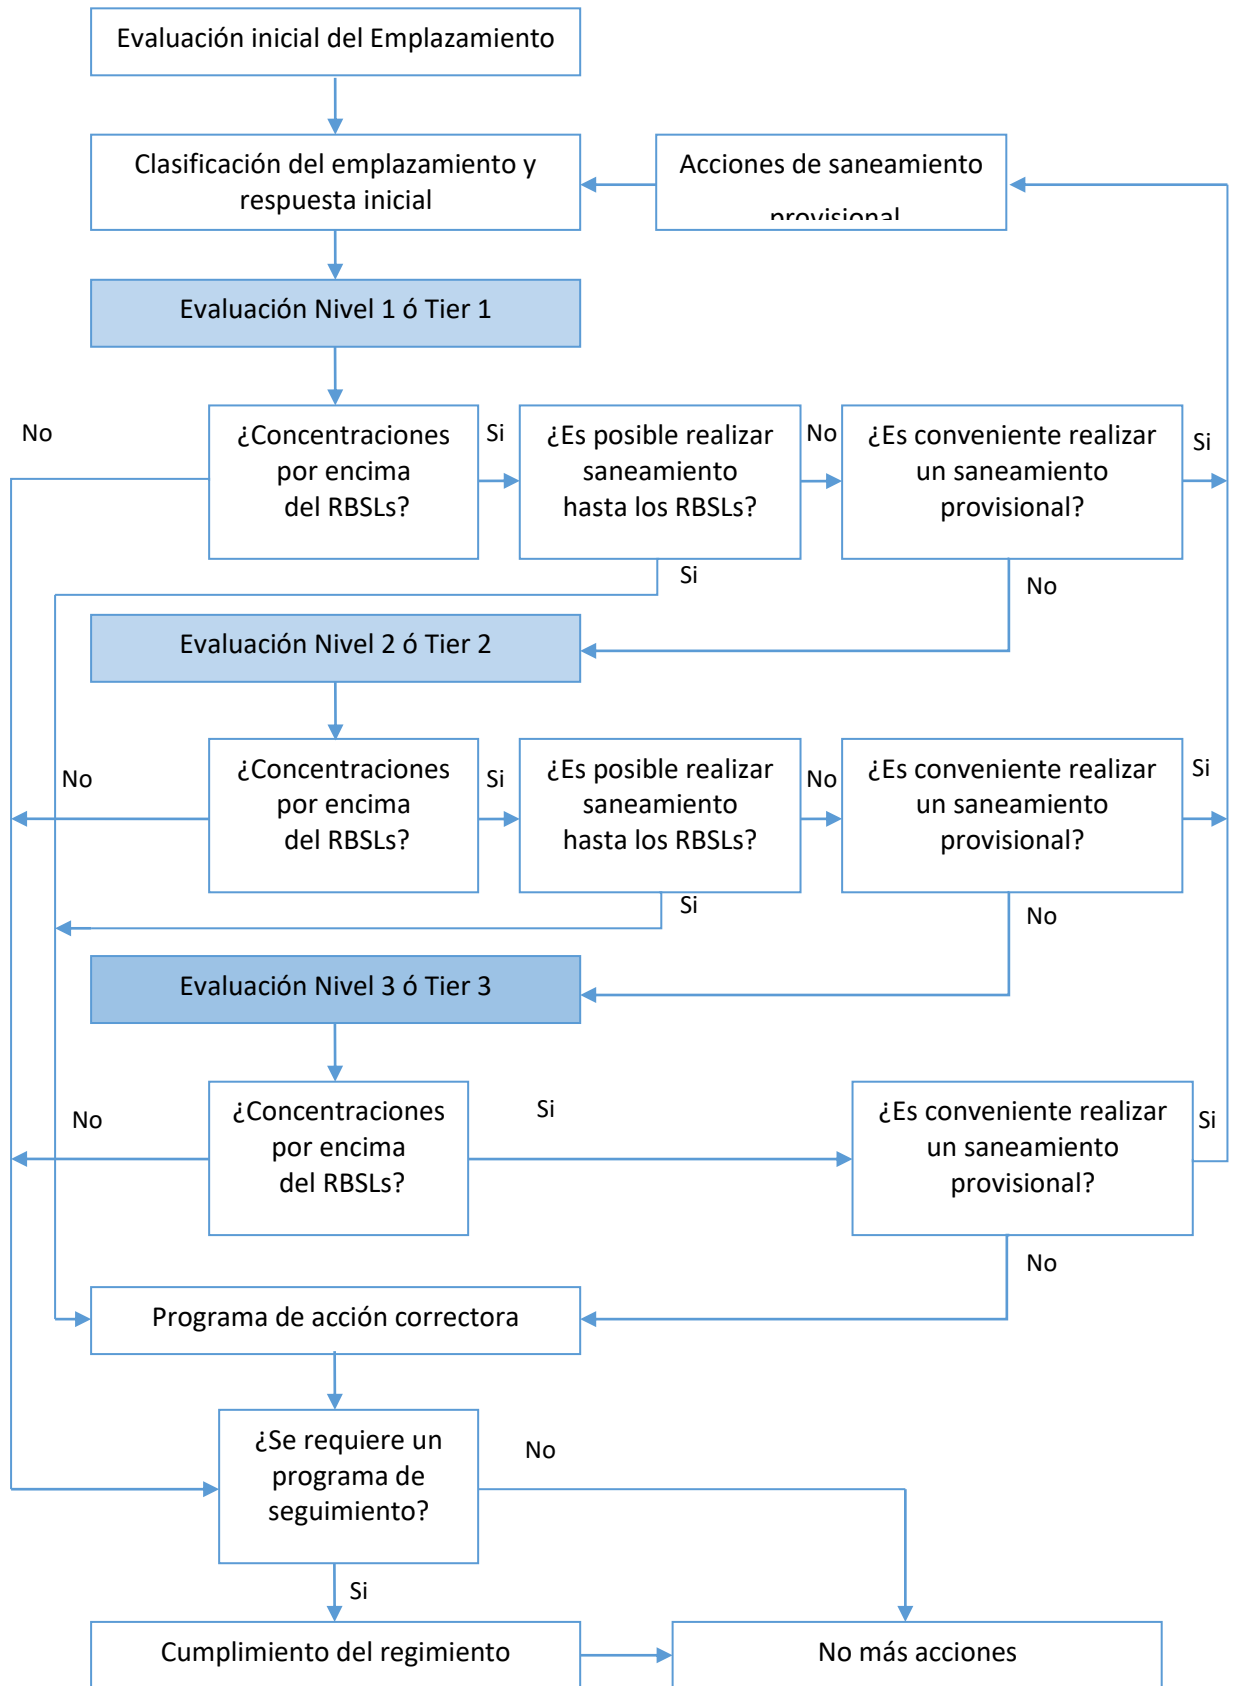 Evaluación inicial del Emplazamiento
Clasificación del emplazamiento y
respuesta inicial
Acciones de saneamiento
provisional
Evaluación Nivel 1 ó Tier 1
No
¿Concentraciones
por encima
del RBSLs?
Si
¿Es posible realizar
saneamiento
hasta los RBSLs?
No
¿Es conveniente realizar
un saneamiento
provisional?
Si
Si
No
Evaluación Nivel 2 ó Tier 2
No
¿Concentraciones
por encima
del RBSLs?
Si
¿Es posible realizar
saneamiento
hasta los RBSLs?
No
¿Es conveniente realizar
un saneamiento
provisional?
Si
Si
No
Evaluación Nivel 3 ó Tier 3
No
¿Concentraciones
por encima
del RBSLs?
Si
¿Es conveniente realizar
un saneamiento
provisional?
Si
No
Programa de acción correctora
¿Se requiere un
programa de
seguimiento?
No
Si
Cumplimiento del regimiento
No más acciones